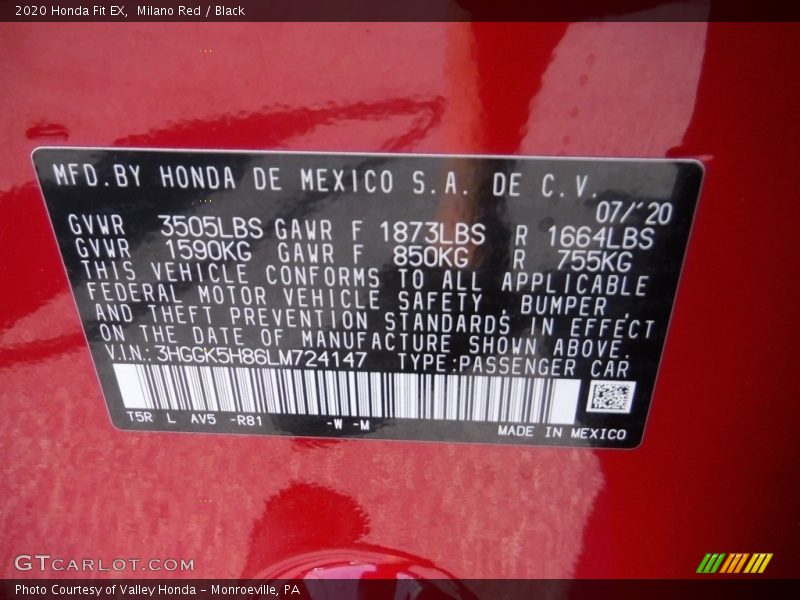 2020 Honda Fit EX, Milano Red / Black
MFD.BY HONDA DE MEXICO S.A. DE C.V.
07/'20
GVWR 3505LBS GAWR F 1873LBS R 1664LBS
GVWR 1590KG GAWR F 850KG R 755KG
THIS VEHICLE CONFORMS TO ALL APPLICABLE
FEDERAL MOTOR VEHICLE SAFETY, BUMPER,
AND THEFT PREVENTION STANDARDS IN EFFECT
ON THE DATE OF MANUFACTURE SHOWN ABOVE.
V.I.N.:3HGGK5H86LM724147 TYPE:PASSENGER CAR
T5R L AV5 -R81 -W -M
MADE IN MEXICO
GTCARLOT.COM
Photo Courtesy of Valley Honda - Monroeville, PA